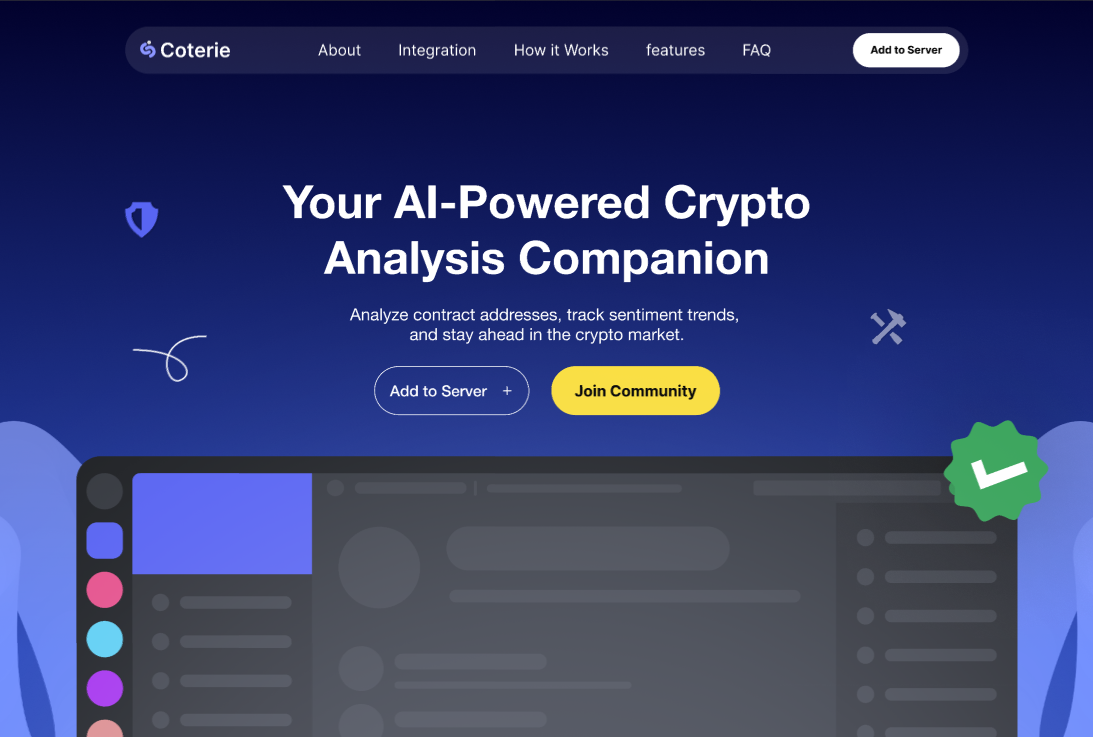 Coterie
About
Integration
How it Works
features
FAQ
Add to Server
Your AI-Powered Crypto
Analysis Companion
Analyze contract addresses, track sentiment trends,
and stay ahead in the crypto market.
Add to Server +
Join Community